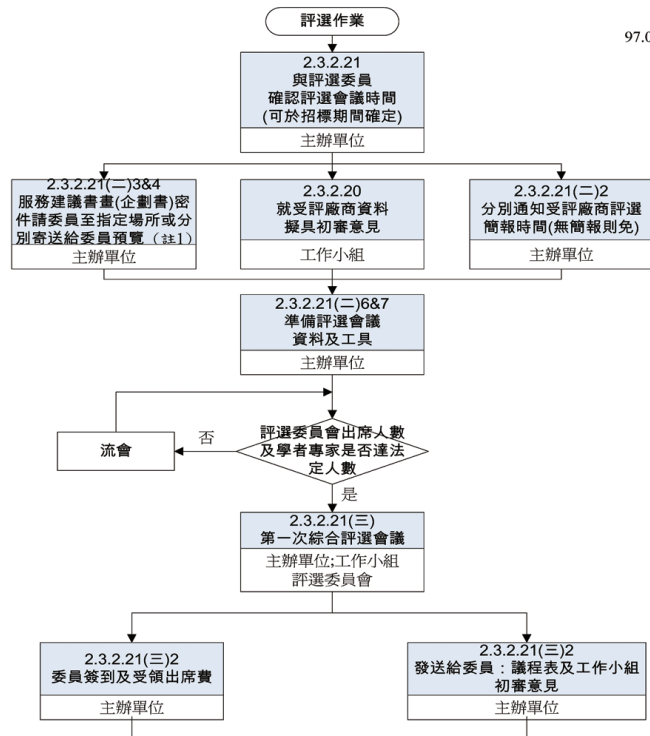 評選作業
97.0
2.3.2.21
與評選委員
確認評選會議時間
(可於招標期間確定)
主辦單位
2.3.2.21(二)3&4
服務建議書畫(企劃書)密
件請委員至指定場所或分
別寄送給委員預覽（註1）
主辦單位
2.3.2.20
就受評廠商資料
擬具初審意見
工作小組
2.3.2.21(二)2
分別通知受評廠商評選
簡報時間(無簡報則免)
主辦單位
2.3.2.21(二)6&7
準備評選會議
資料及工具
主辦單位
評選委員會出席人數
及學者專家是否達法
定人數
否
流會
是
2.3.2.21(三)
第一次綜合評選會議
主辦單位;工作小組
評選委員會
2.3.2.21(三)2
委員簽到及受領出席費
主辦單位
2.3.2.21(三)2
發送給委員：議程表及工作小組
初審意見
主辦單位